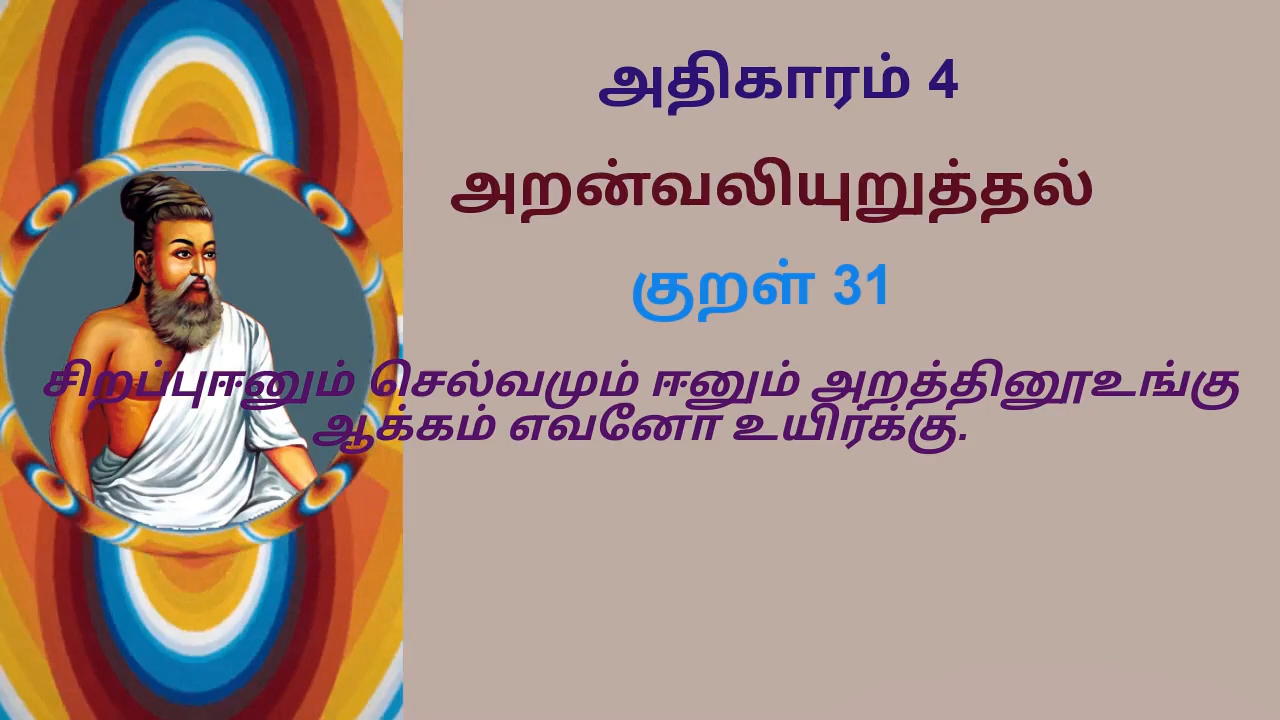 அதிகாரம் 4
அறன்வலியுறுத்தல்
குறள் 31
சிறப்புஈனும் செல்வமும் ஈனும் அறத்தினூஉங்கு
ஆக்கம் எவனோ உயிர்க்கு.